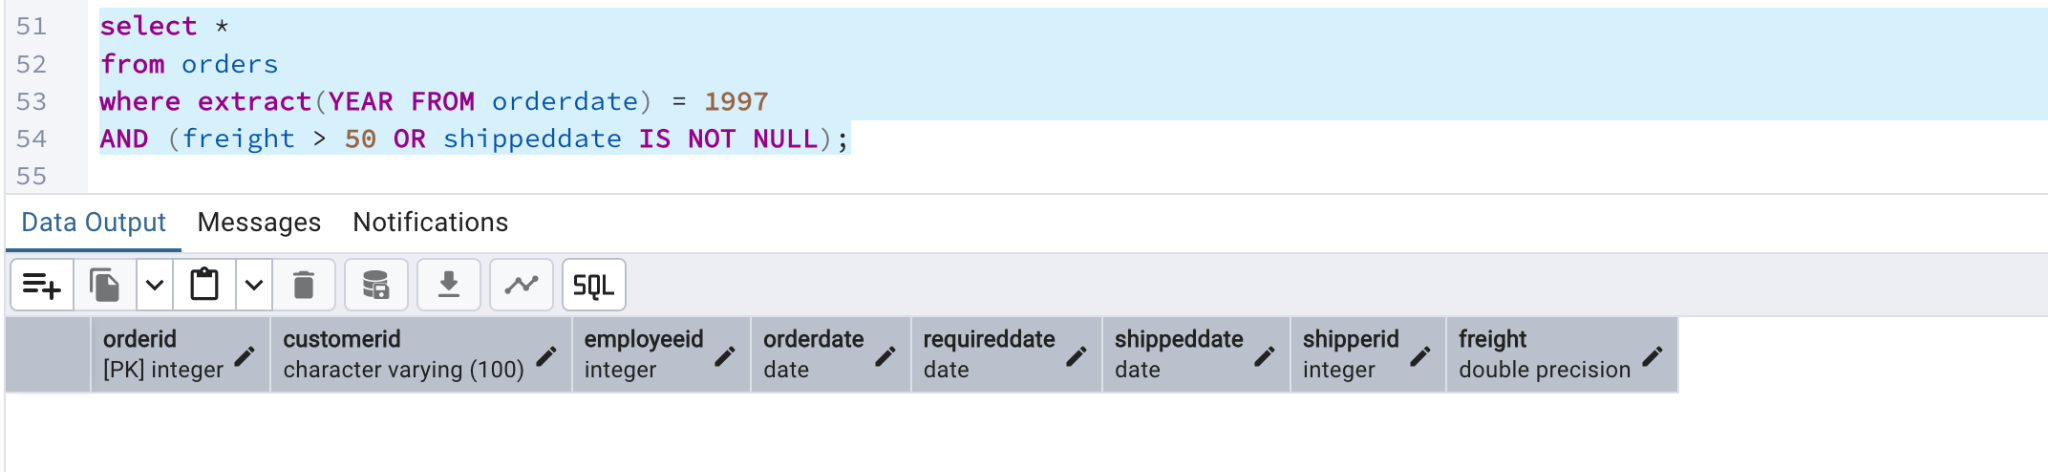 51 select *
52 from orders
53 where extract(YEAR FROM orderdate) = 1997
54 AND (freight > 50 OR shippeddate IS NOT NULL);
55
Data Output Messages Notifications
SQL
orderid customerid employeeid orderdate requireddate shippeddate shipperid freight
[PK] integer character varying (100) integer date date date integer double precision